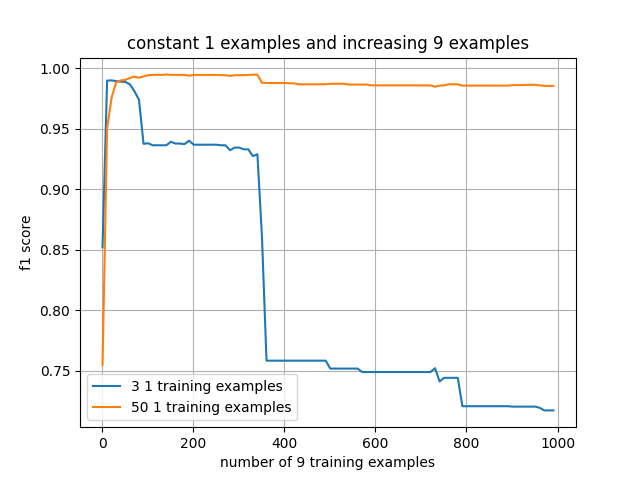 constant 1 examples and increasing 9 examples
1.00
0.95
0.90
0.85
0.80
0.75
f1 score
3 1 training examples
50 1 training examples
0 200 400 600 800 1000
number of 9 training examples